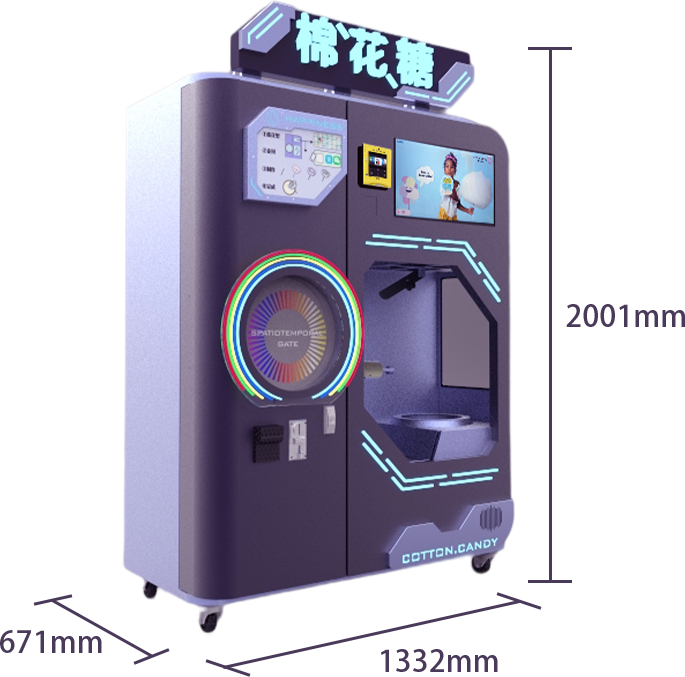 棉花糖
SPATIOTEMPORAL
GATE
COTTON.CANDY
2001mm
671mm
1332mm